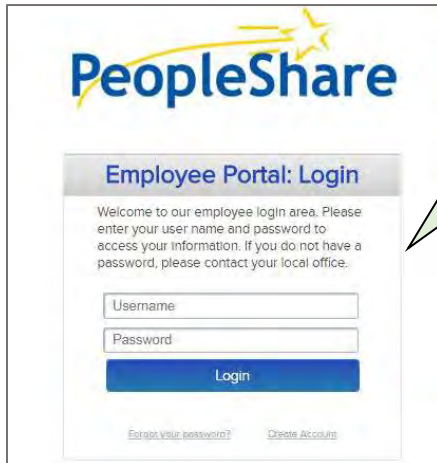 PeopleShare
Employee Portal: Login
Welcome to our employee login area. Please
enter your user name and password to
access your information. If you do not have a
password, please contact your local office.
Username
Password
Login
Forgot your password? Create Account